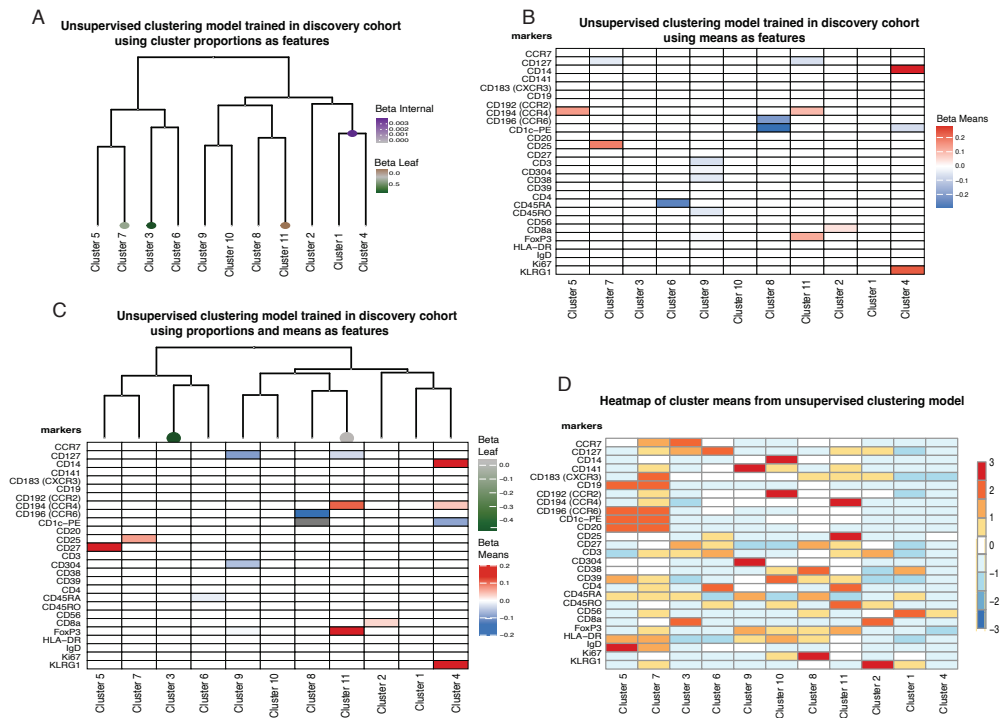 A
Unsupervised clustering model trained in discovery cohort
using cluster proportions as features
Beta Internal
0.003
0.002
0.001
0.000
Beta Leaf
0.0
0.5
Cluster 5
Cluster 7
Cluster 3
Cluster 6
Cluster 9
Cluster 10
Cluster 8
Cluster 11
Cluster 2
Cluster 1
Cluster 4
B
Unsupervised clustering model trained in discovery cohort
using means as features
markers
CCR7
CD127
CD14
CD141
CD183 (CXCR3)
CD19
CD192 (CCR2)
CD194 (CCR4)
CD196 (CCR6)
CD1c-PE
CD20
CD25
CD27
CD3
CD304
CD38
CD39
CD4
CD45RA
CD45RO
CD56
CD8a
FoxP3
HLA-DR
IgD
Ki67
KLRG1
Beta Means
0.2
0.1
0.0
−0.1
−0.2
Cluster 5
Cluster 7
Cluster 3
Cluster 6
Cluster 9
Cluster 10
Cluster 8
Cluster 11
Cluster 2
Cluster 1
Cluster 4
C
Unsupervised clustering model trained in discovery cohort
using proportions and means as features
markers
CCR7
CD127
CD14
CD141
CD183 (CXCR3)
CD19
CD192 (CCR2)
CD194 (CCR4)
CD196 (CCR6)
CD1c-PE
CD20
CD25
CD27
CD3
CD304
CD38
CD39
CD4
CD45RA
CD45RO
CD56
CD8a
FoxP3
HLA-DR
IgD
Ki67
KLRG1
Beta
Leaf
0.0
−0.1
−0.2
−0.3
−0.4
Beta
Means
0.2
0.1
0.0
−0.1
−0.2
Cluster 5
Cluster 7
Cluster 3
Cluster 6
Cluster 9
Cluster 10
Cluster 8
Cluster 11
Cluster 2
Cluster 1
Cluster 4
D
Heatmap of cluster means from unsupervised clustering model
markers
CCR7
CD127
CD14
CD141
CD183 (CXCR3)
CD19
CD192 (CCR2)
CD194 (CCR4)
CD196 (CCR6)
CD1c-PE
CD20
CD25
CD27
CD3
CD304
CD38
CD39
CD4
CD45RA
CD45RO
CD56
CD8a
FoxP3
HLA-DR
IgD
Ki67
KLRG1
3
2
1
0
−1
−2
−3
Cluster 5
Cluster 7
Cluster 3
Cluster 6
Cluster 9
Cluster 10
Cluster 8
Cluster 11
Cluster 2
Cluster 1
Cluster 4